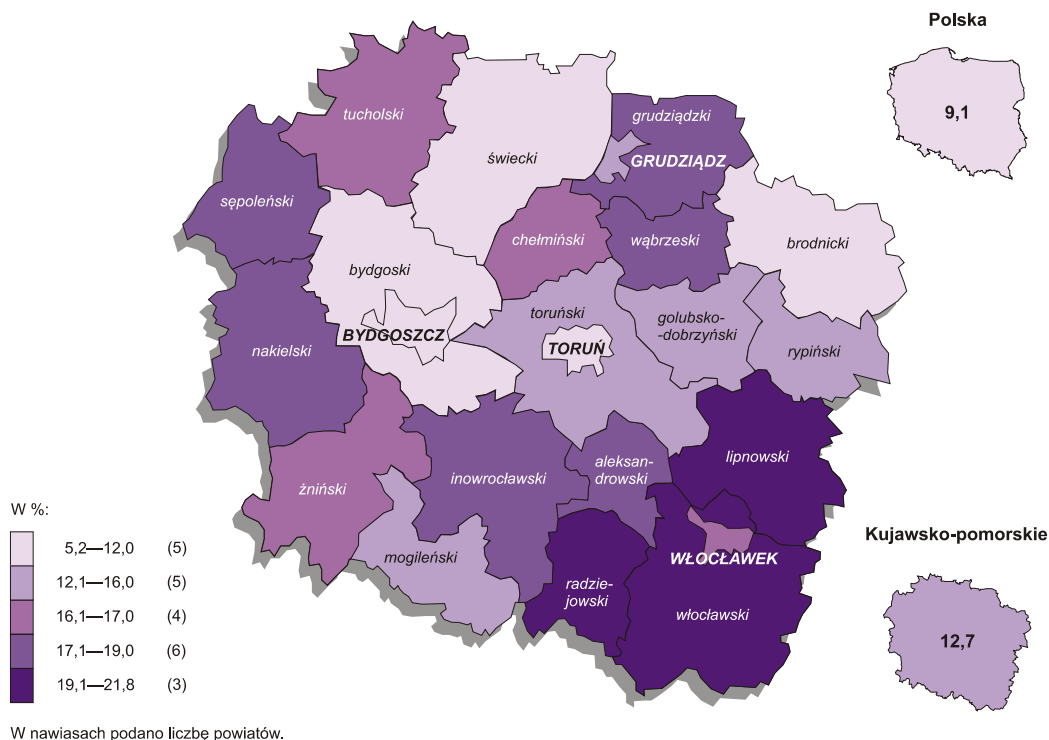 Polska
9,1
tucholski
grudziądzki
świecki
GRUDZIĄDZ
sępoleński
chełmiński
wąbrzeski
brodnicki
bydgoski
toruński
golubsko-
-dobrzyński
BYDGOSZCZ
TORUŃ
nakielski
rypiński
lipnowski
aleksan-
drowski
inowrocławski
żniński
W %:
5,2—12,0 (5)
12,1—16,0 (5)
16,1—17,0 (4)
17,1—19,0 (6)
19,1—21,8 (3)
mogileński
radzie-
jowski
WŁOCŁAWEK
włocławski
Kujawsko-pomorskie
12,7
W nawiasach podano liczbę powiatów.